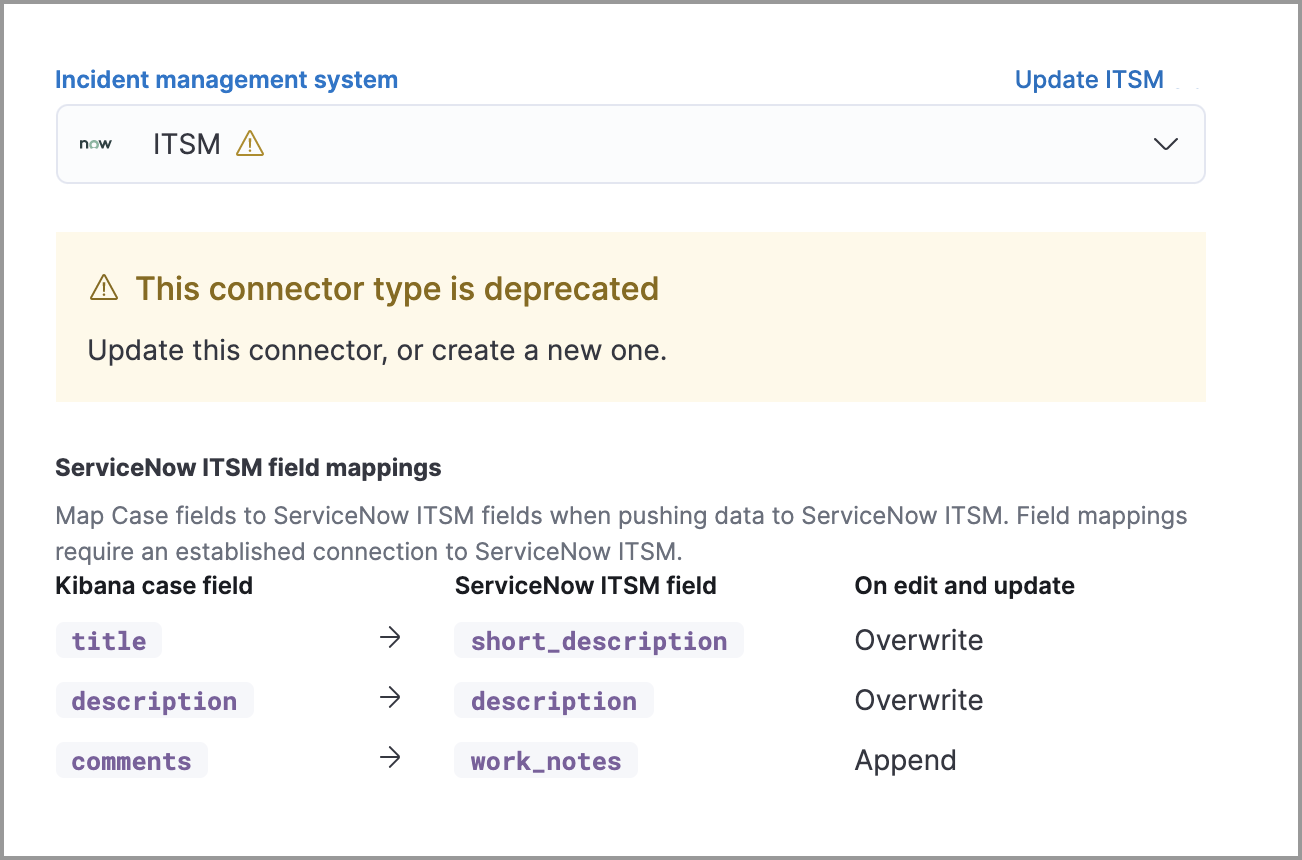 Incident management system Update ITSM
now ITSM
This connector type is deprecated
Update this connector, or create a new one.
ServiceNow ITSM field mappings
Map Case fields to ServiceNow ITSM fields when pushing data to ServiceNow ITSM. Field mappings
require an established connection to ServiceNow ITSM.
Kibana case field ServiceNow ITSM field On edit and update
title → short_description Overwrite
description → description Overwrite
comments → work_notes Append